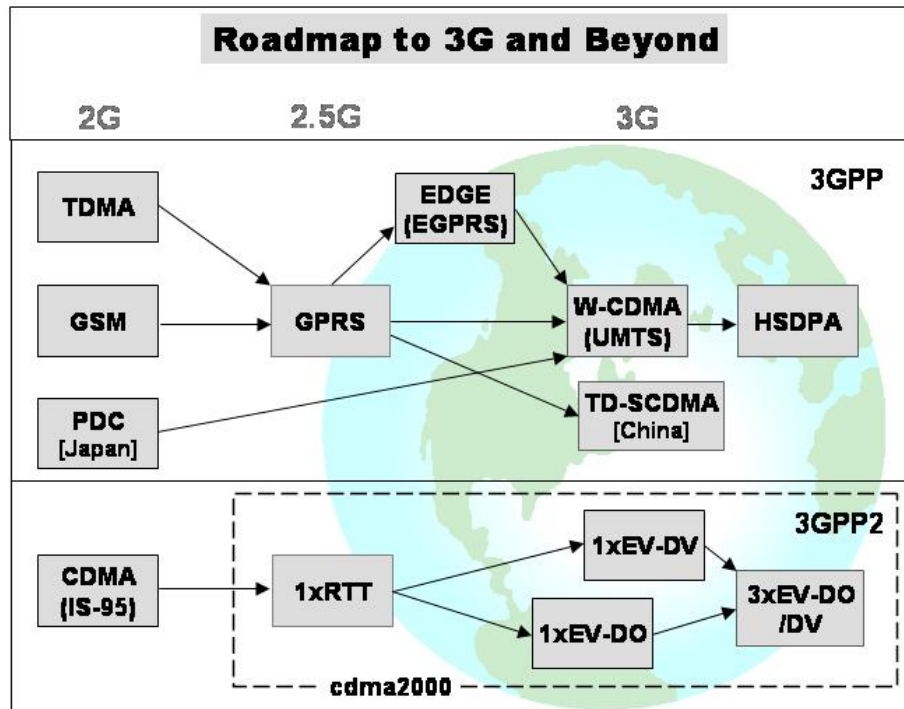 Roadmap to 3G and Beyond
2G 2.5G 3G
3GPP
TDMA
EDGE
(EGPRS)
GSM
GPRS
W-CDMA
(UMTS)
HSDPA
PDC
[Japan]
TD-SCDMA
[China]
3GPP2
CDMA
(IS-95)
1xRTT
1xEV-DV
1xEV-DO
3xEV-DO
/DV
cdma2000